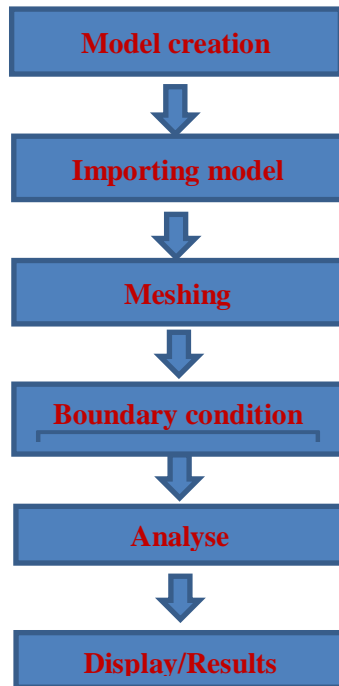 Model creation
Importing model
Meshing
Boundary condition
Analyse
Display/Results